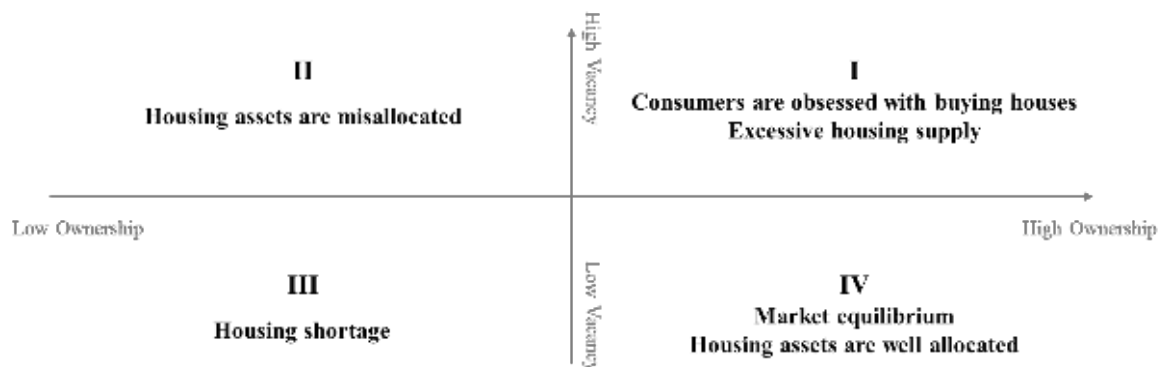 High Vacancy
II
Housing assets are misallocated
I
Consumers are obsessed with buying houses
Excessive housing supply
Low Ownership
High Ownership
III
Housing shortage
Low Vacancy
IV
Market equilibrium
Housing assets are well allocated